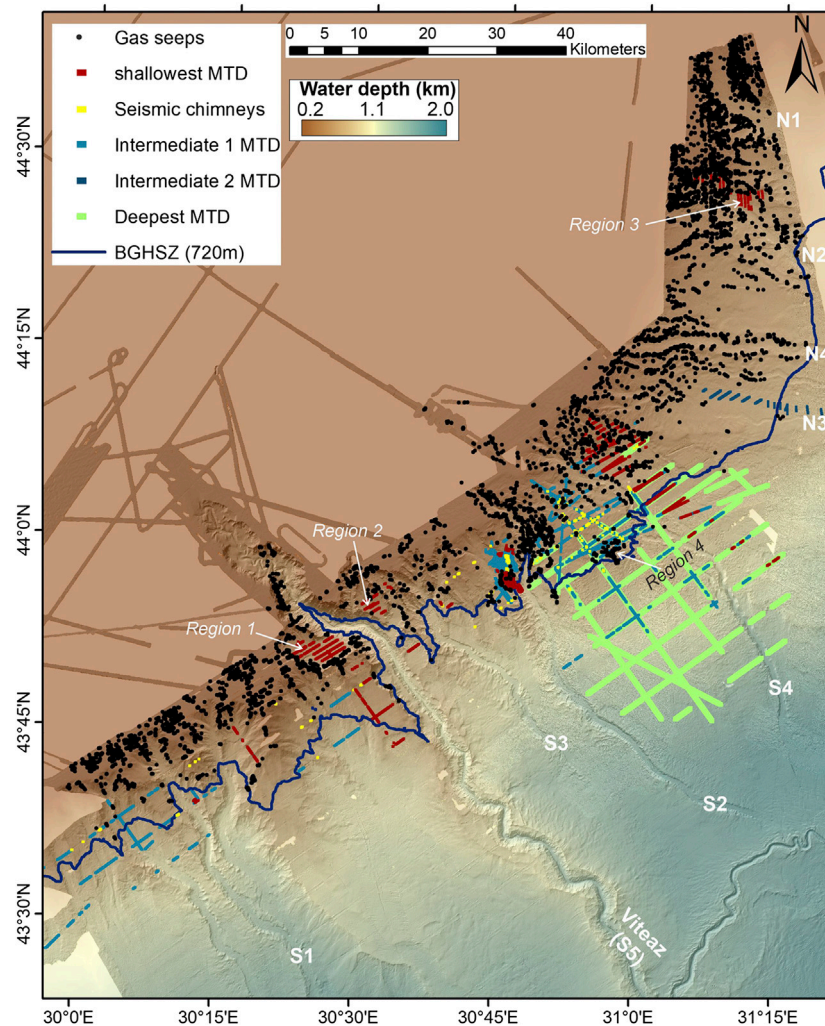 Gas seeps
shallowest MTD
Seismic chimneys
Intermediate 1 MTD
Intermediate 2 MTD
Deepest MTD
BGHSZ (720m)
0 5 10 20 30 40
Kilometers
Water depth (km)
0.2 1.1 2.0
N
N1
Region 3
N2
N4
N3
Region 2
Region 4
Region 1
S4
S3
S2
Viteaz
(S5)
S1
44°30'N
44°15'N
44°0'N
43°45'N
43°30'N
30°0'E 30°15'E 30°30'E 30°45'E 31°0'E 31°15'E